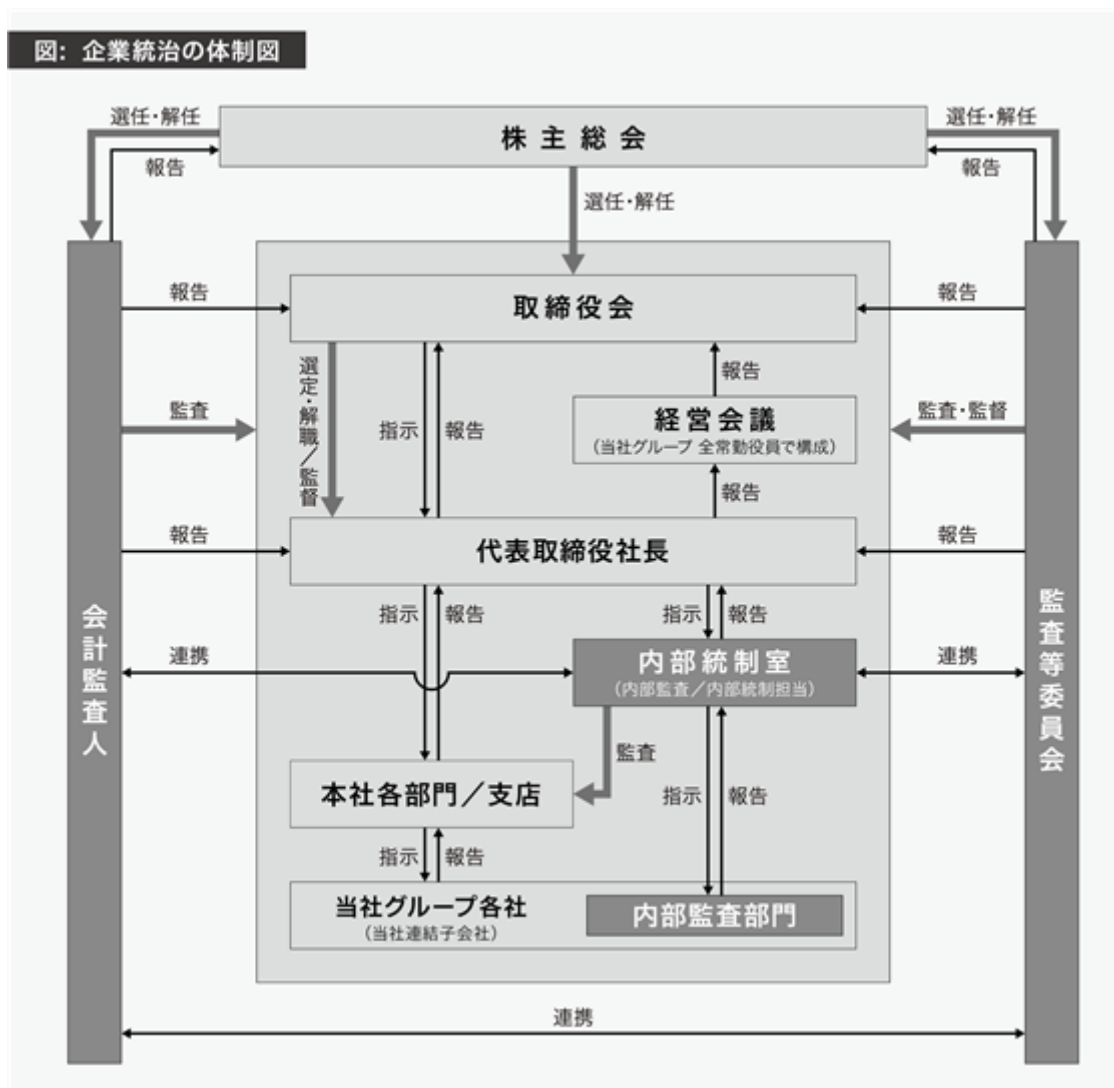 図: 企業統治の体制図
選任・解任
株主総会
選任・解任
報告
報告
選任・解任
報告
取締役会
報告
選定・解職／監督
指示
報告
報告
監査
経営会議
(当社グループ 全常勤役員で構成)
監査・監督
報告
報告
代表取締役社長
報告
会計監査人
指示
報告
指示
報告
監査等委員会
連携
内部統制室
(内部監査／内部統制担当)
連携
監査
本社各部門／支店
指示
報告
指示
報告
当社グループ各社
(当社連結子会社)
内部監査部門
連携